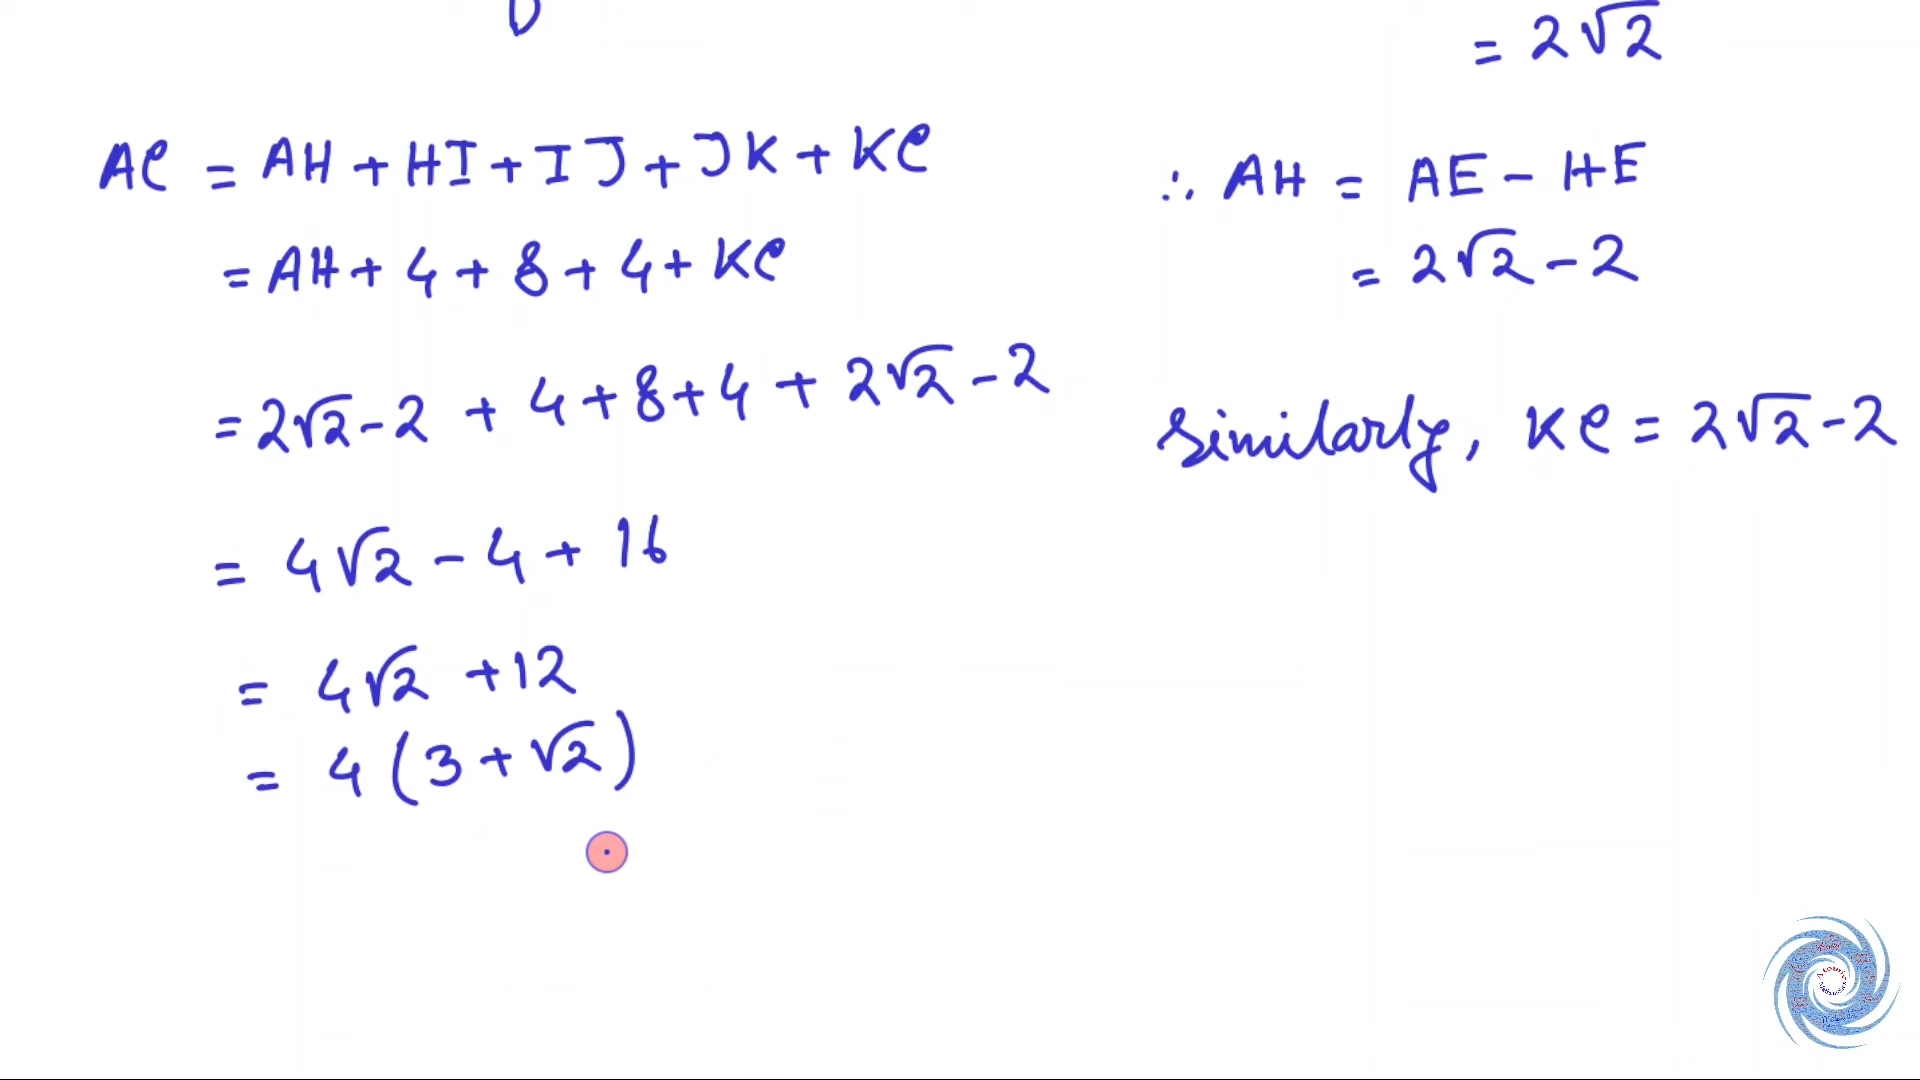 D
AC = AH + HI + IJ + JK + KC
= AH + 4 + 8 + 4 + KC
= 2√2 - 2 + 4 + 8 + 4 + 2√2 - 2
= 4√2 - 4 + 16
= 4√2 + 12
= 4 (3 + √2)
= 2√2
∴ AH = AE - HE
= 2√2 - 2
Similarly, KC = 2√2 - 2